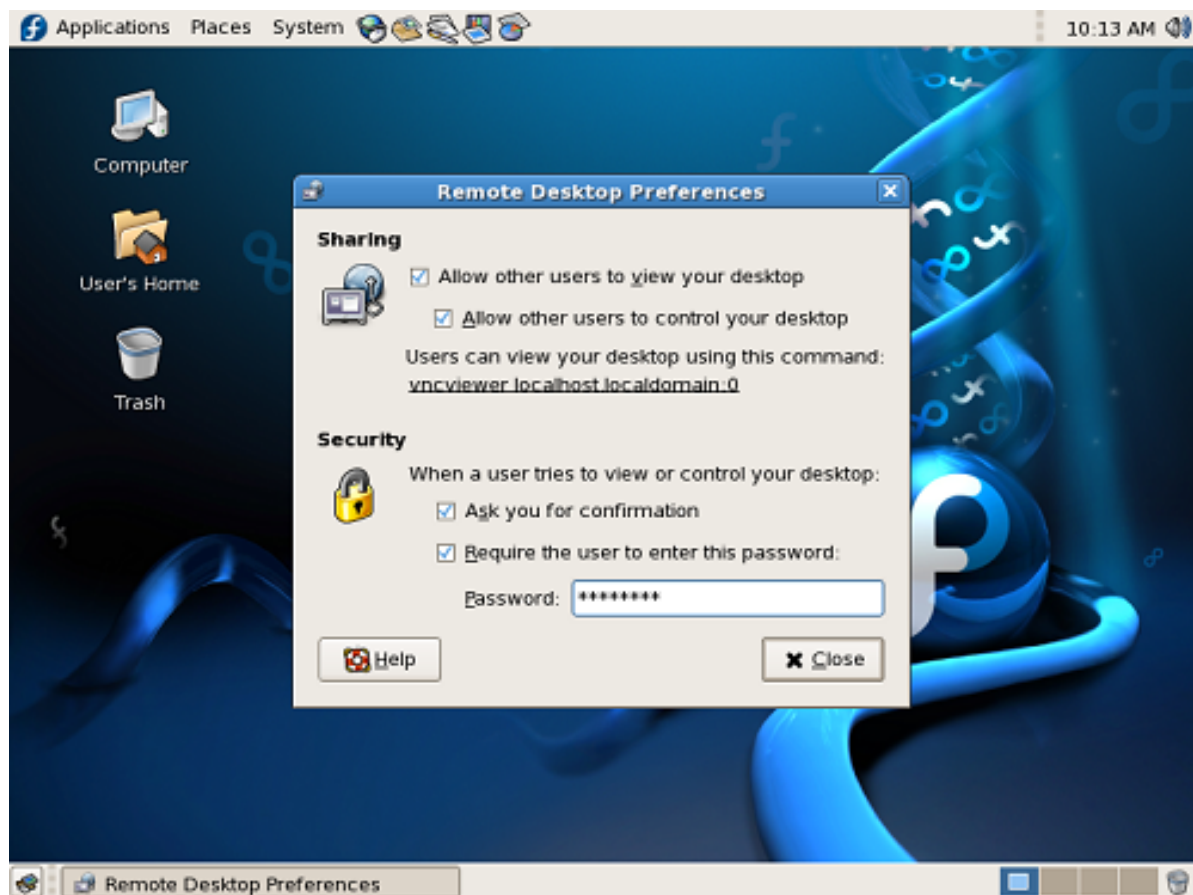 Applications Places System 10:13 AM
Computer
User's Home
Trash
Remote Desktop Preferences
Sharing
Allow other users to view your desktop
Allow other users to control your desktop
Users can view your desktop using this command:
vncviewer localhost.localdomain:0
Security
When a user tries to view or control your desktop:
Ask you for confirmation
Require the user to enter this password:
Password: ********
Help Close
Remote Desktop Preferences